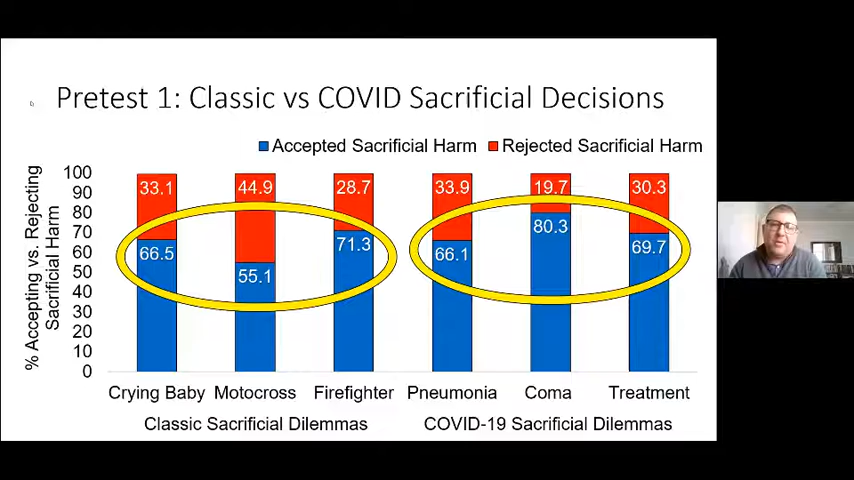 Pretest 1: Classic vs COVID Sacrificial Decisions
Accepted Sacrificial Harm Rejected Sacrificial Harm
% Accepting vs. Rejecting
Sacrificial Harm
100
90
80
70
60
50
40
30
20
10
0
33.1 44.9 28.7 33.9 19.7 30.3
66.5 55.1 71.3 66.1 80.3 69.7
Crying Baby Motocross Firefighter Pneumonia Coma Treatment
Classic Sacrificial Dilemmas COVID-19 Sacrificial Dilemmas